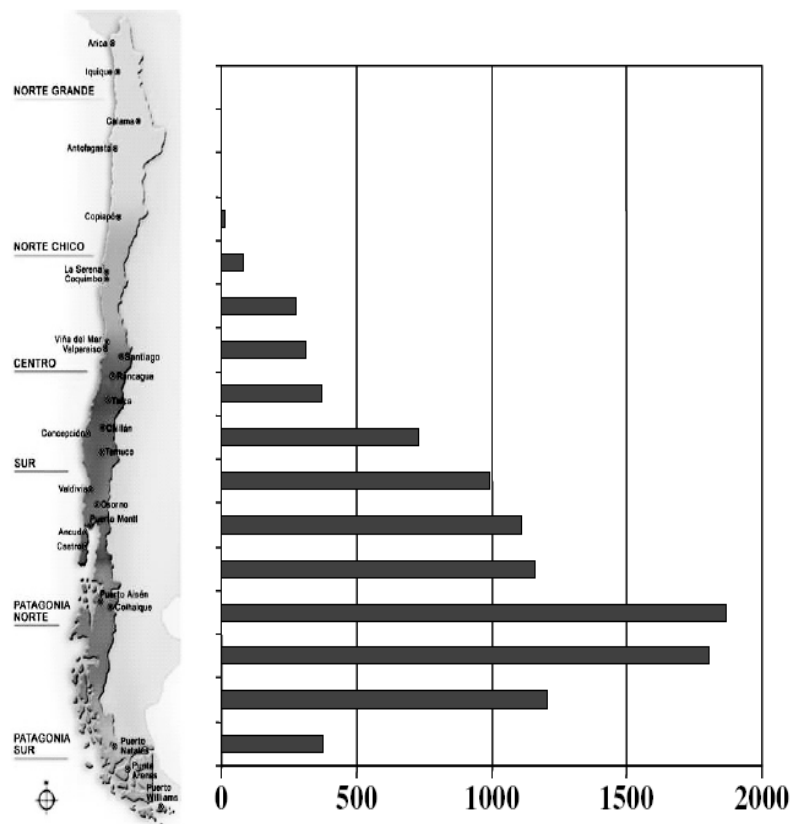 Arica
Iquique
NORTE GRANDE
Calama
Antofagasta
Copiapó
NORTE CHICO
La Serena
Coquimbo
Viña del Mar
Valparaiso
Santiago
CENTRO
Rancagua
Talca
Chillán
Concepción
Temuco
SUR
Valdivia
Osorno
Puerto Montt
Ancud
Castro
Puerto Aisén
Coihaique
PATAGONIA
NORTE
PATAGONIA
SUR
Puerto
Natales
Punta
Arenas
Puerto
Williams
0 500 1000 1500 2000